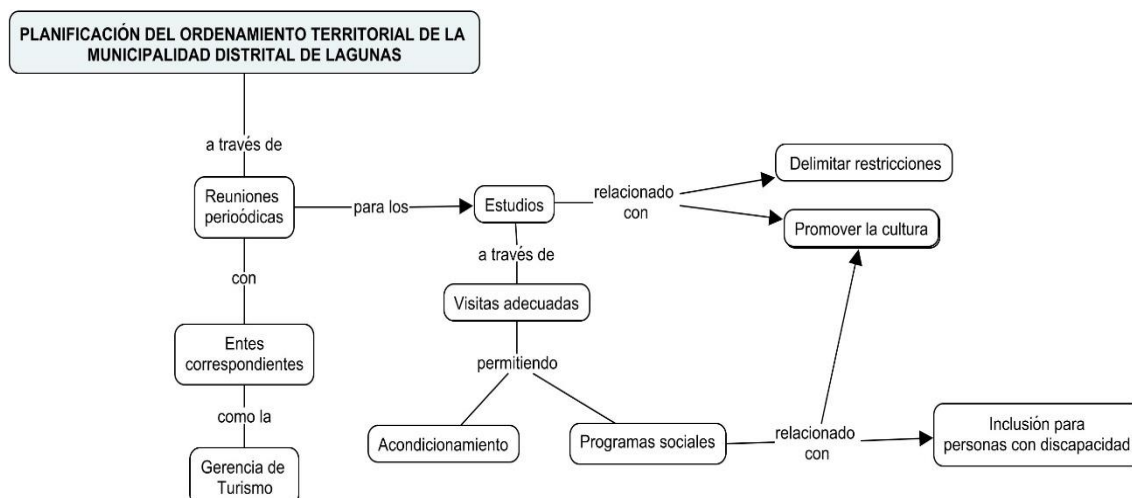 PLANIFICACIÓN DEL ORDENAMIENTO TERRITORIAL DE LA
MUNICIPALIDAD DISTRITAL DE LAGUNAS
a través de
Reuniones
perioódicas
para los
Estudios
relacionado
con
Delimitar restricciones
Promover la cultura
con
a través de
Visitas adecuadas
Entes
correspondientes
permitiendo
como la
Acondicionamiento
Programas sociales
relacionado
con
Inclusión para
personas con discapacidad
Gerencia de
Turismo